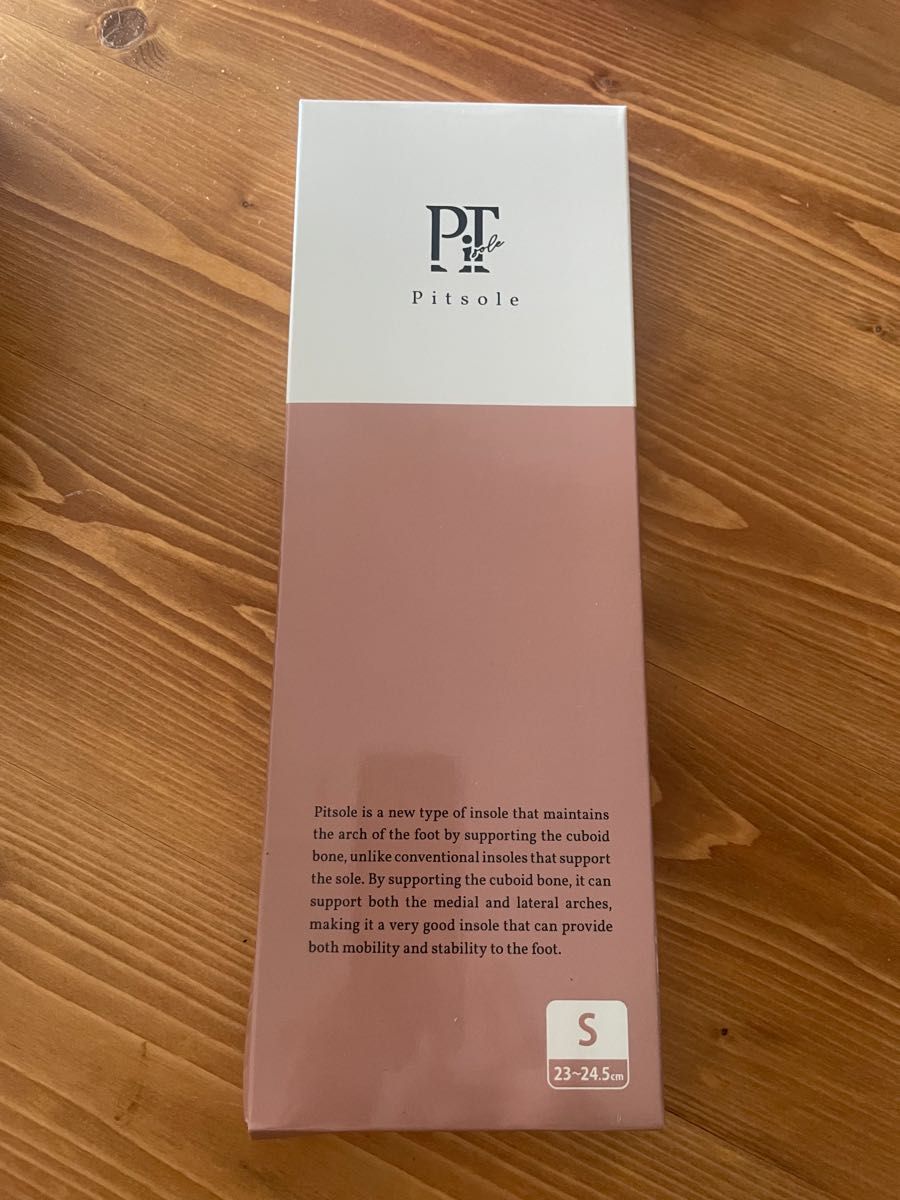 PiTsole
Pitsole
Pitsole is a new type of insole that maintains
the arch of the foot by supporting the cuboid
bone, unlike conventional insoles that support
the sole. By supporting the cuboid bone, it can
support both the medial and lateral arches,
making it a very good insole that can provide
both mobility and stability to the foot.
S
23~24.5cm